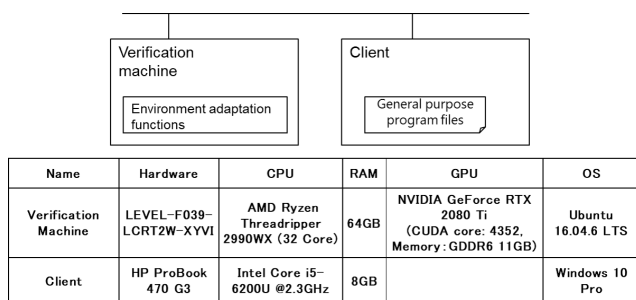 Verification
machine
Environment adaptation
functions
Client
General purpose
program files
Name Hardware CPU RAM GPU OS
Verification
Machine
LEVEL-F039-
LCRT2W-XYVI
AMD Ryzen
Threadripper
2990WX (32 Core)
64GB
NVIDIA GeForce RTX
2080 Ti
(CUDA core: 4352,
Memory: GDDR6 11GB)
Ubuntu
16.04.6 LTS
Client
HP ProBook
470 G3
Intel Core i5-
6200U @2.3GHz
8GB
Windows 10
Pro